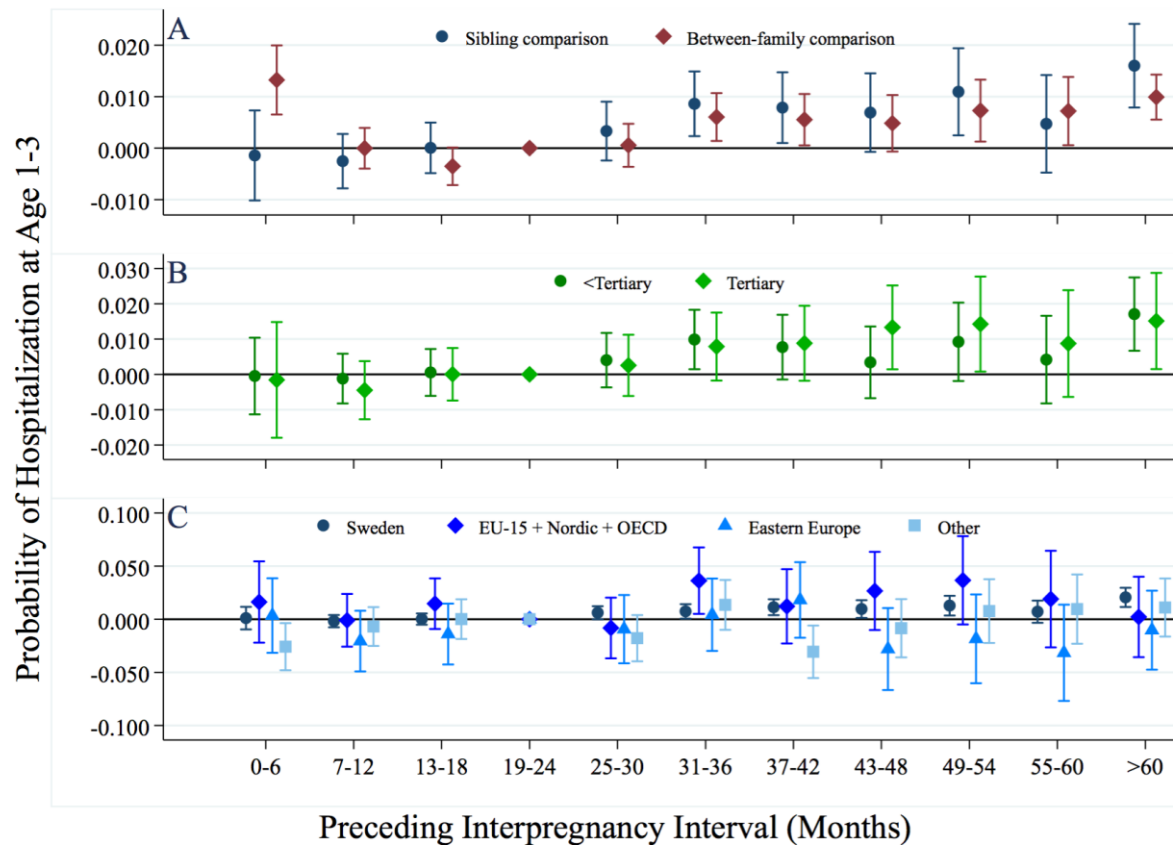 Probability of Hospitalization at Age 1-3
A
Sibling comparison Between-family comparison
0.020
0.010
0.000
-0.010
B
<Tertiary Tertiary
0.030
0.020
0.010
0.000
-0.010
-0.020
C
Sweden EU-15 + Nordic + OECD Eastern Europe Other
0.100
0.050
0.000
-0.050
-0.100
0-6 7-12 13-18 19-24 25-30 31-36 37-42 43-48 49-54 55-60 >60
Preceding Interpregnancy Interval (Months)